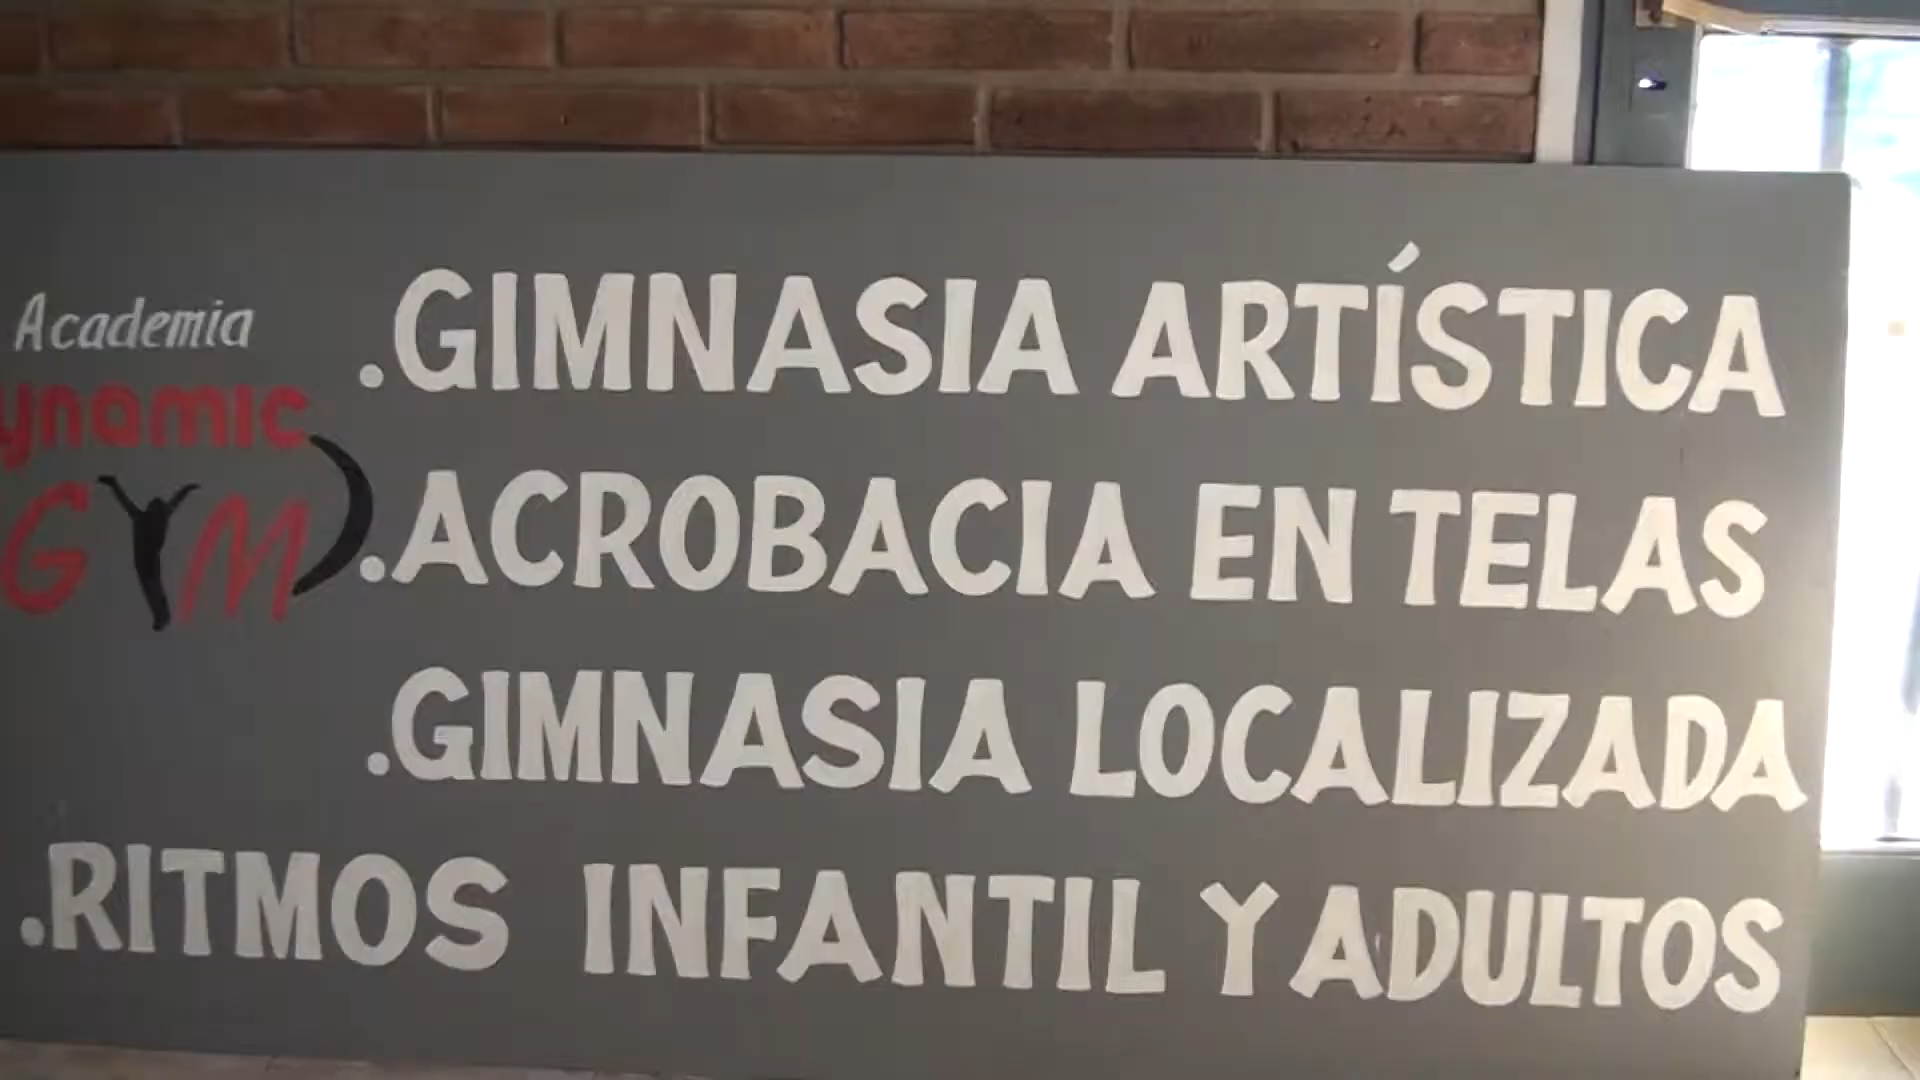 Academia
ynamic
GYM
.GIMNASIA ARTÍSTICA
.ACROBACIA EN TELAS
.GIMNASIA LOCALIZADA
.RITMOS INFANTIL Y ADULTOS